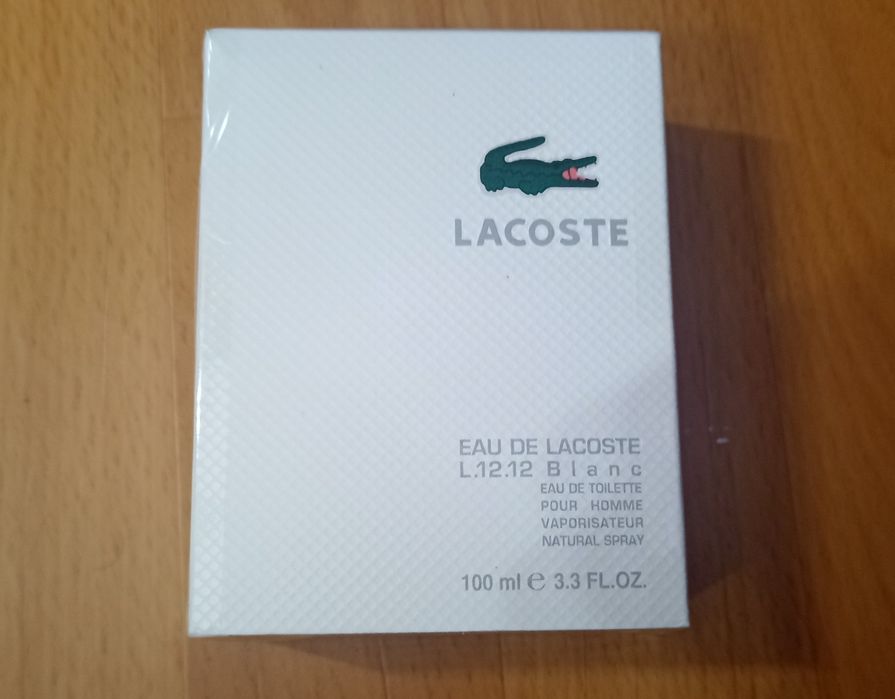 LACOSTE
EAU DE LACOSTE
L.12.12 Blanc
EAU DE TOILETTE
POUR HOMME
VAPORISATEUR
NATURAL SPRAY
100 ml ℮ 3.3 FL.OZ.